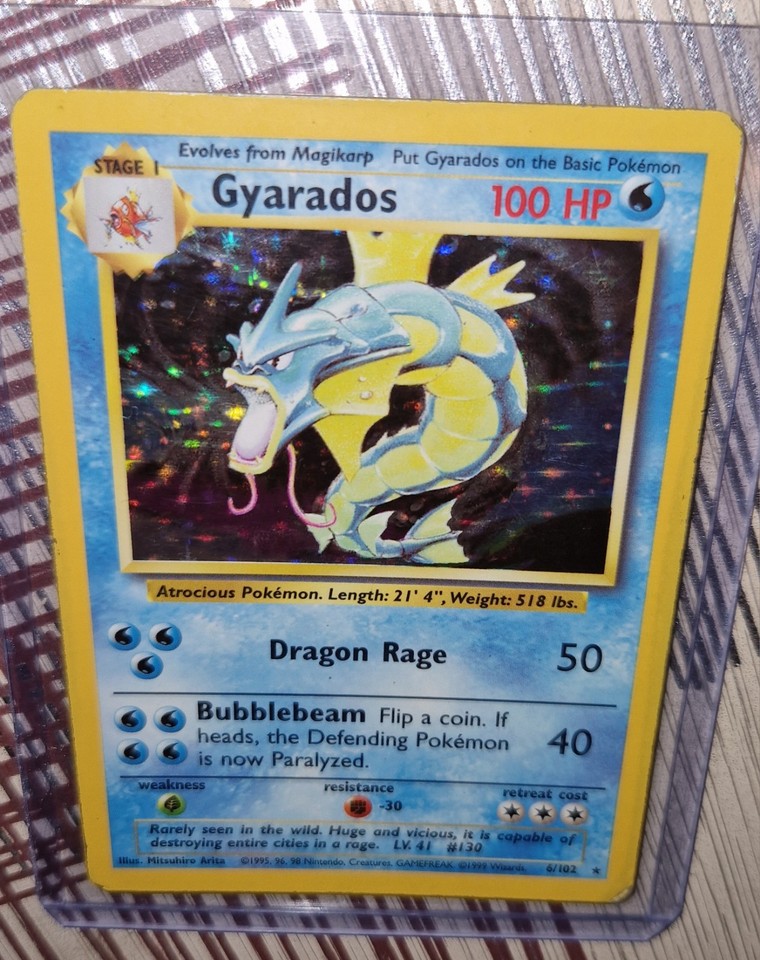 Evolves from Magikarp Put Gyarados on the Basic Pokémon
STAGE 1
Gyarados 100 HP
Atrocious Pokémon. Length: 21' 4", Weight: 518 lbs.
Dragon Rage 50
Bubblebeam Flip a coin. If
heads, the Defending Pokémon
is now Paralyzed.
40
weakness resistance retreat cost
-30
Rarely seen in the wild. Huge and vicious, it is capable of
destroying entire cities in a rage. LV. 41 #130
Illus. Mitsuhiro Arita ©1995, 96, 98 Nintendo, Creatures, GAMEFREAK. ©1999 Wizards. 6/102